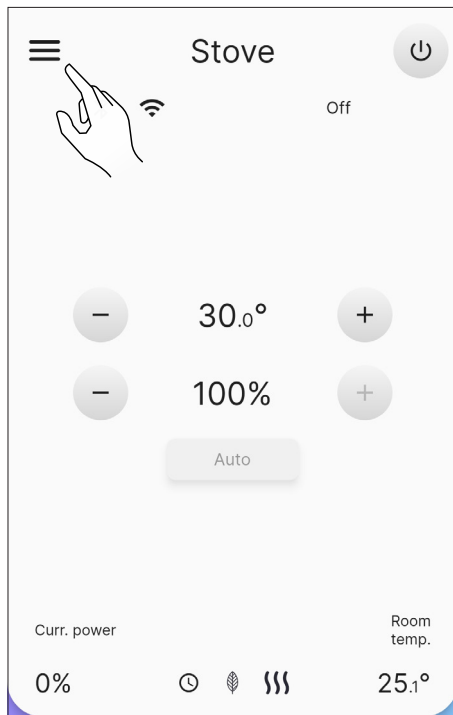 Stove
Off
30.0°
100%
Auto
Curr. power
Room
temp.
0%
25.1°